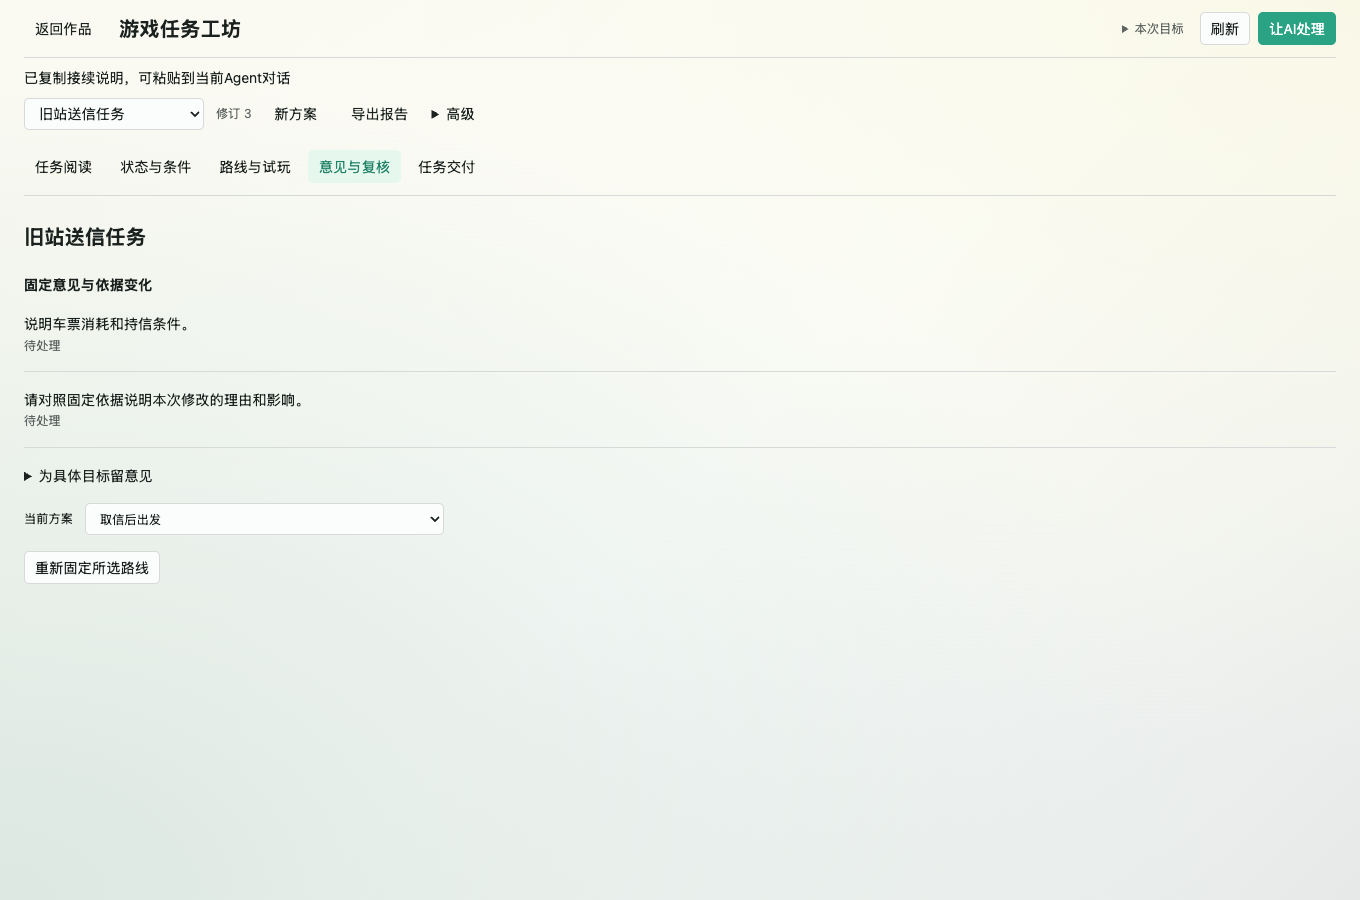 返回作品
游戏任务工坊
本次目标
刷新
让AI处理
已复制接续说明，可粘贴到当前Agent对话
旧站送信任务
修订 3
新方案
导出报告
高级
任务阅读
状态与条件
路线与试玩
意见与复核
任务交付
旧站送信任务
固定意见与依据变化
说明车票消耗和持信条件。
待处理
请对照固定依据说明本次修改的理由和影响。
待处理
为具体目标留意见
当前方案
取信后出发
重新固定所选路线